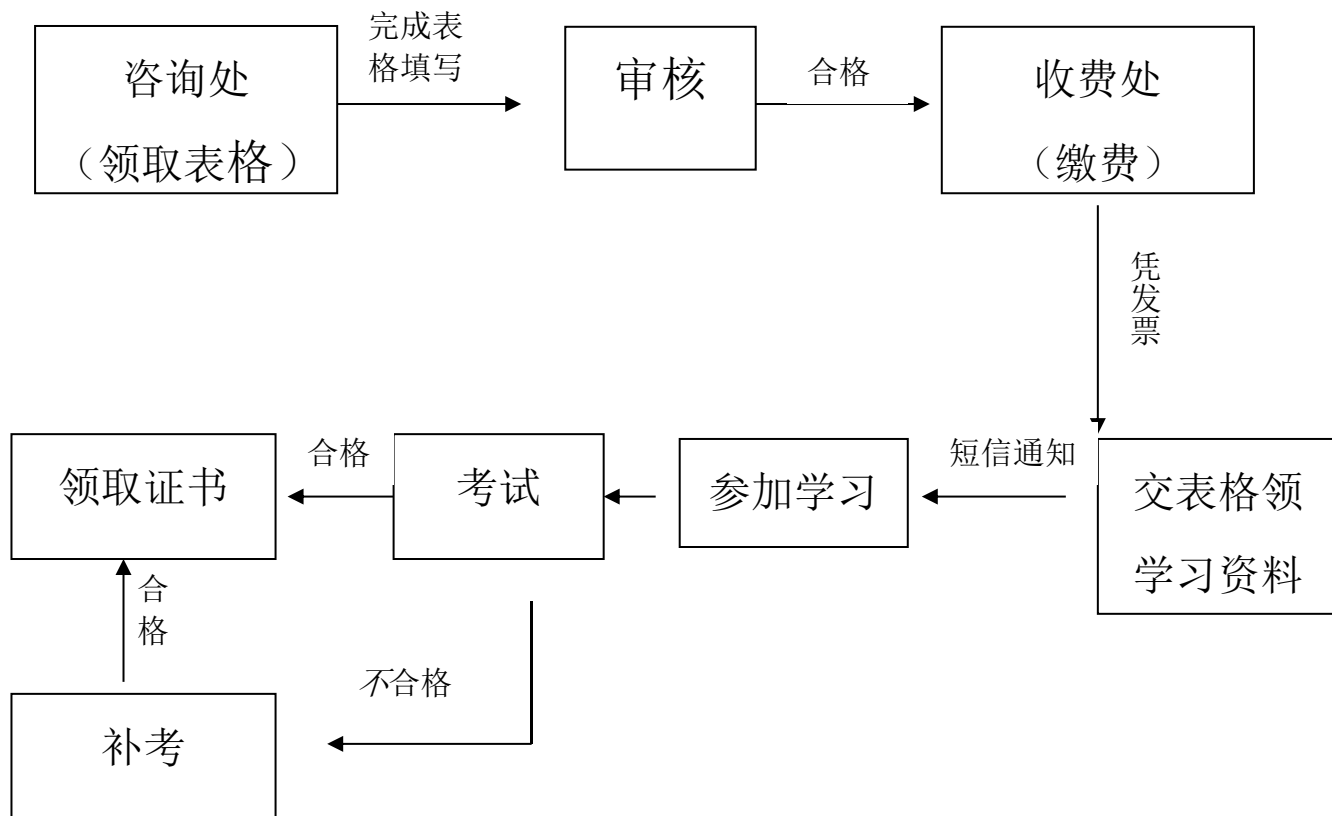 咨询处
（领取表格）
完成表
格填写
审核
合格
收费处
（缴费）
凭发票
交表格领
学习资料
短信通知
参加学习
考试
合格
领取证书
不合格
补考
合
格